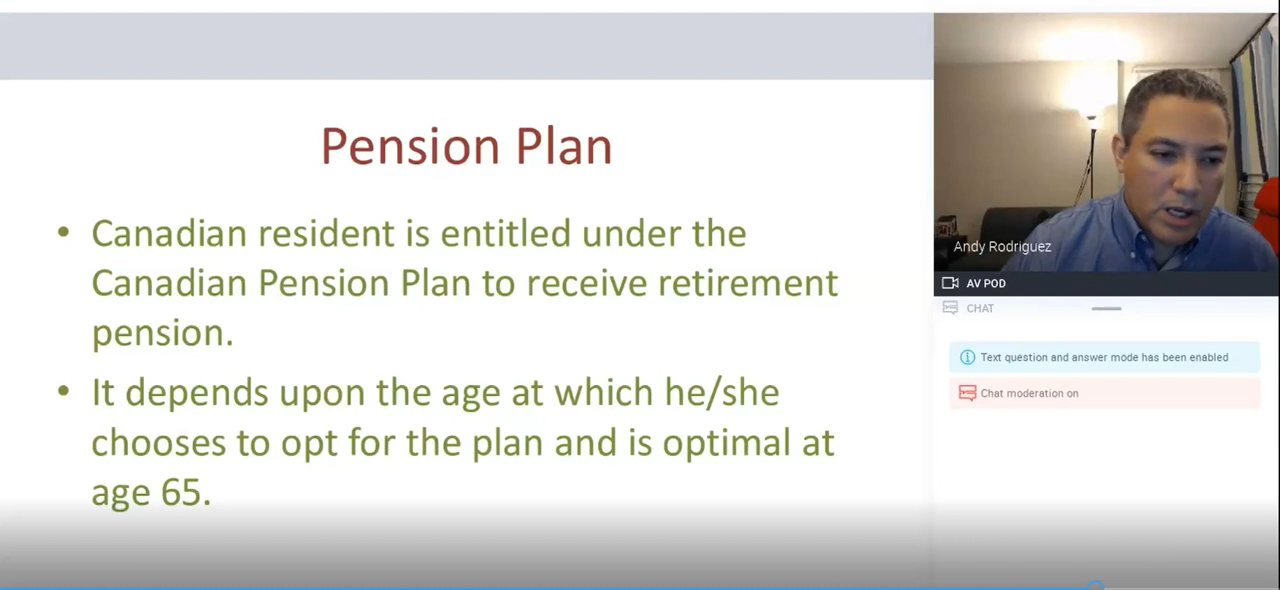 Pension Plan
• Canadian resident is entitled under the
Canadian Pension Plan to receive retirement
pension.
• It depends upon the age at which he/she
chooses to opt for the plan and is optimal at
age 65.
Andy Rodriguez
AV POD
CHAT
Text question and answer mode has been enabled
Chat moderation on